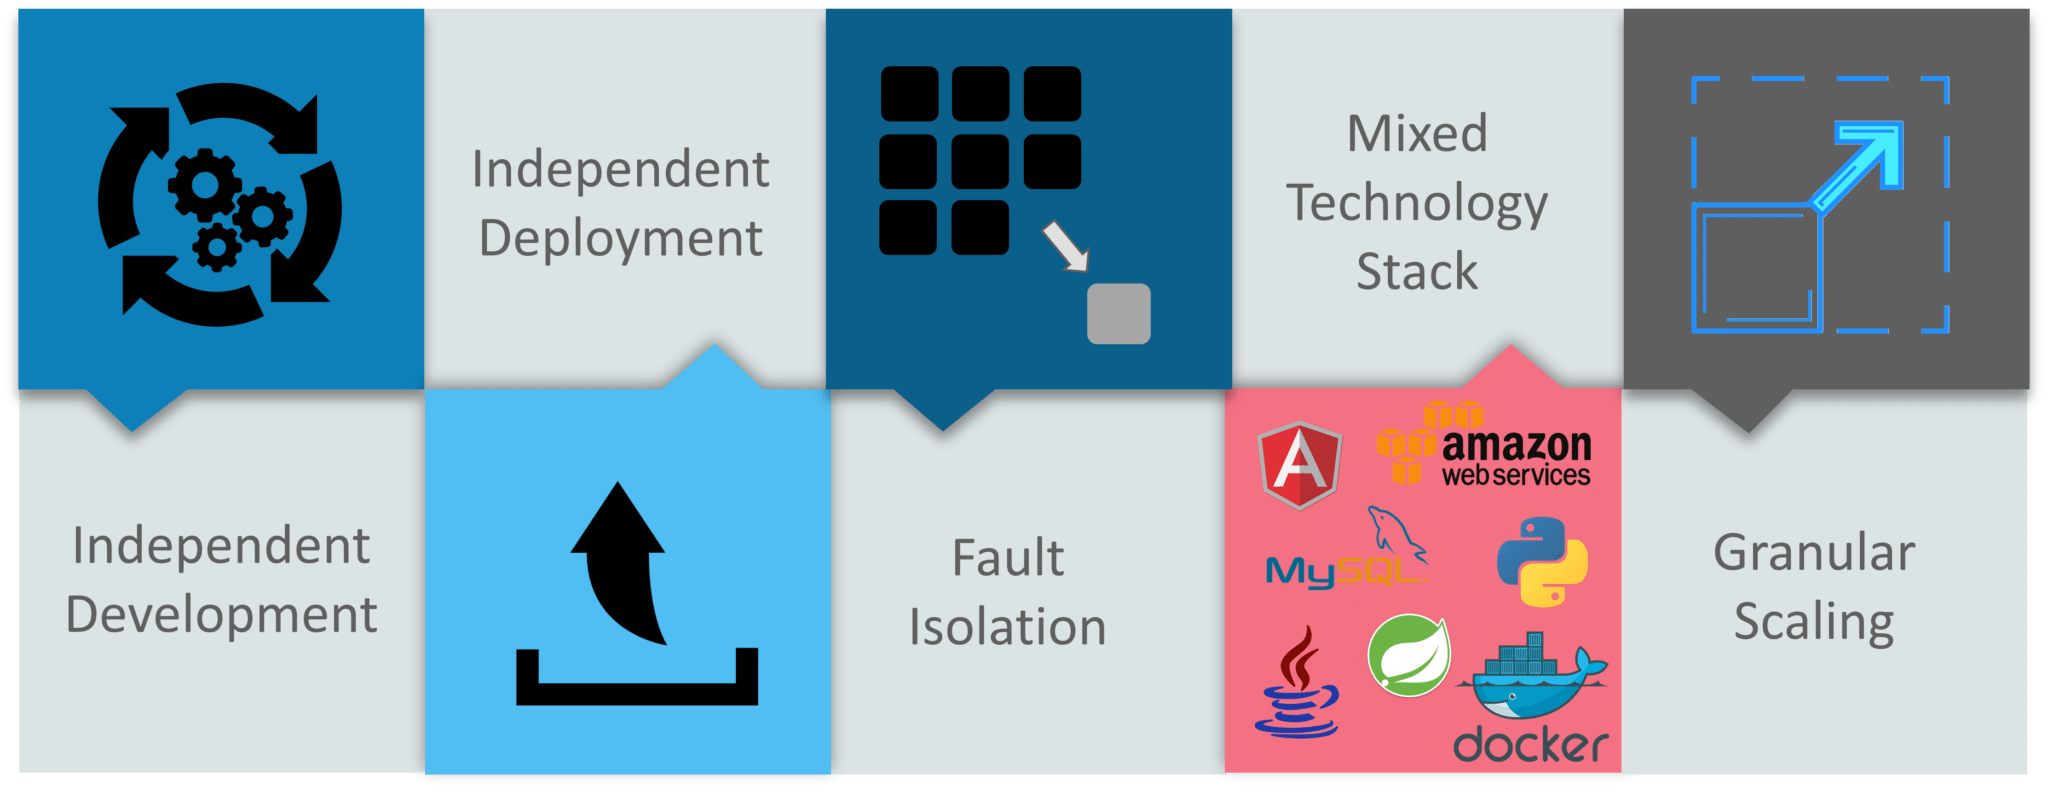 Independent
Deployment
Mixed
Technology
Stack
Independent
Development
Fault
Isolation
A
amazon
web services
MySQL
docker
Granular
Scaling